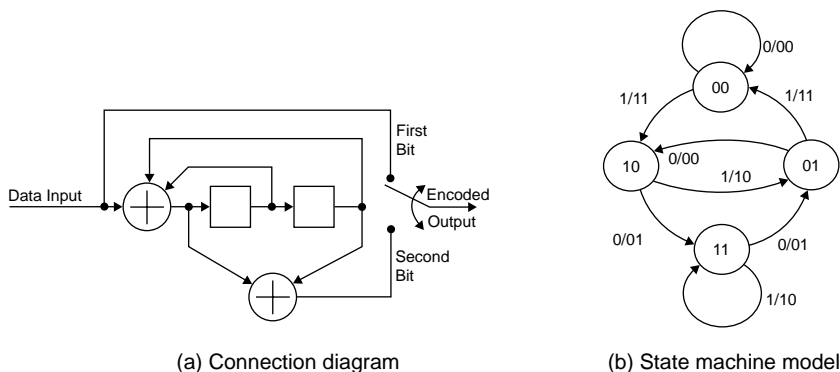 First
Bit
Data Input
Encoded
Output
Second
Bit
(a) Connection diagram
0/00
00
1/11
1/11
0/00
10
01
1/10
0/01
11
0/01
1/10
(b) State machine model